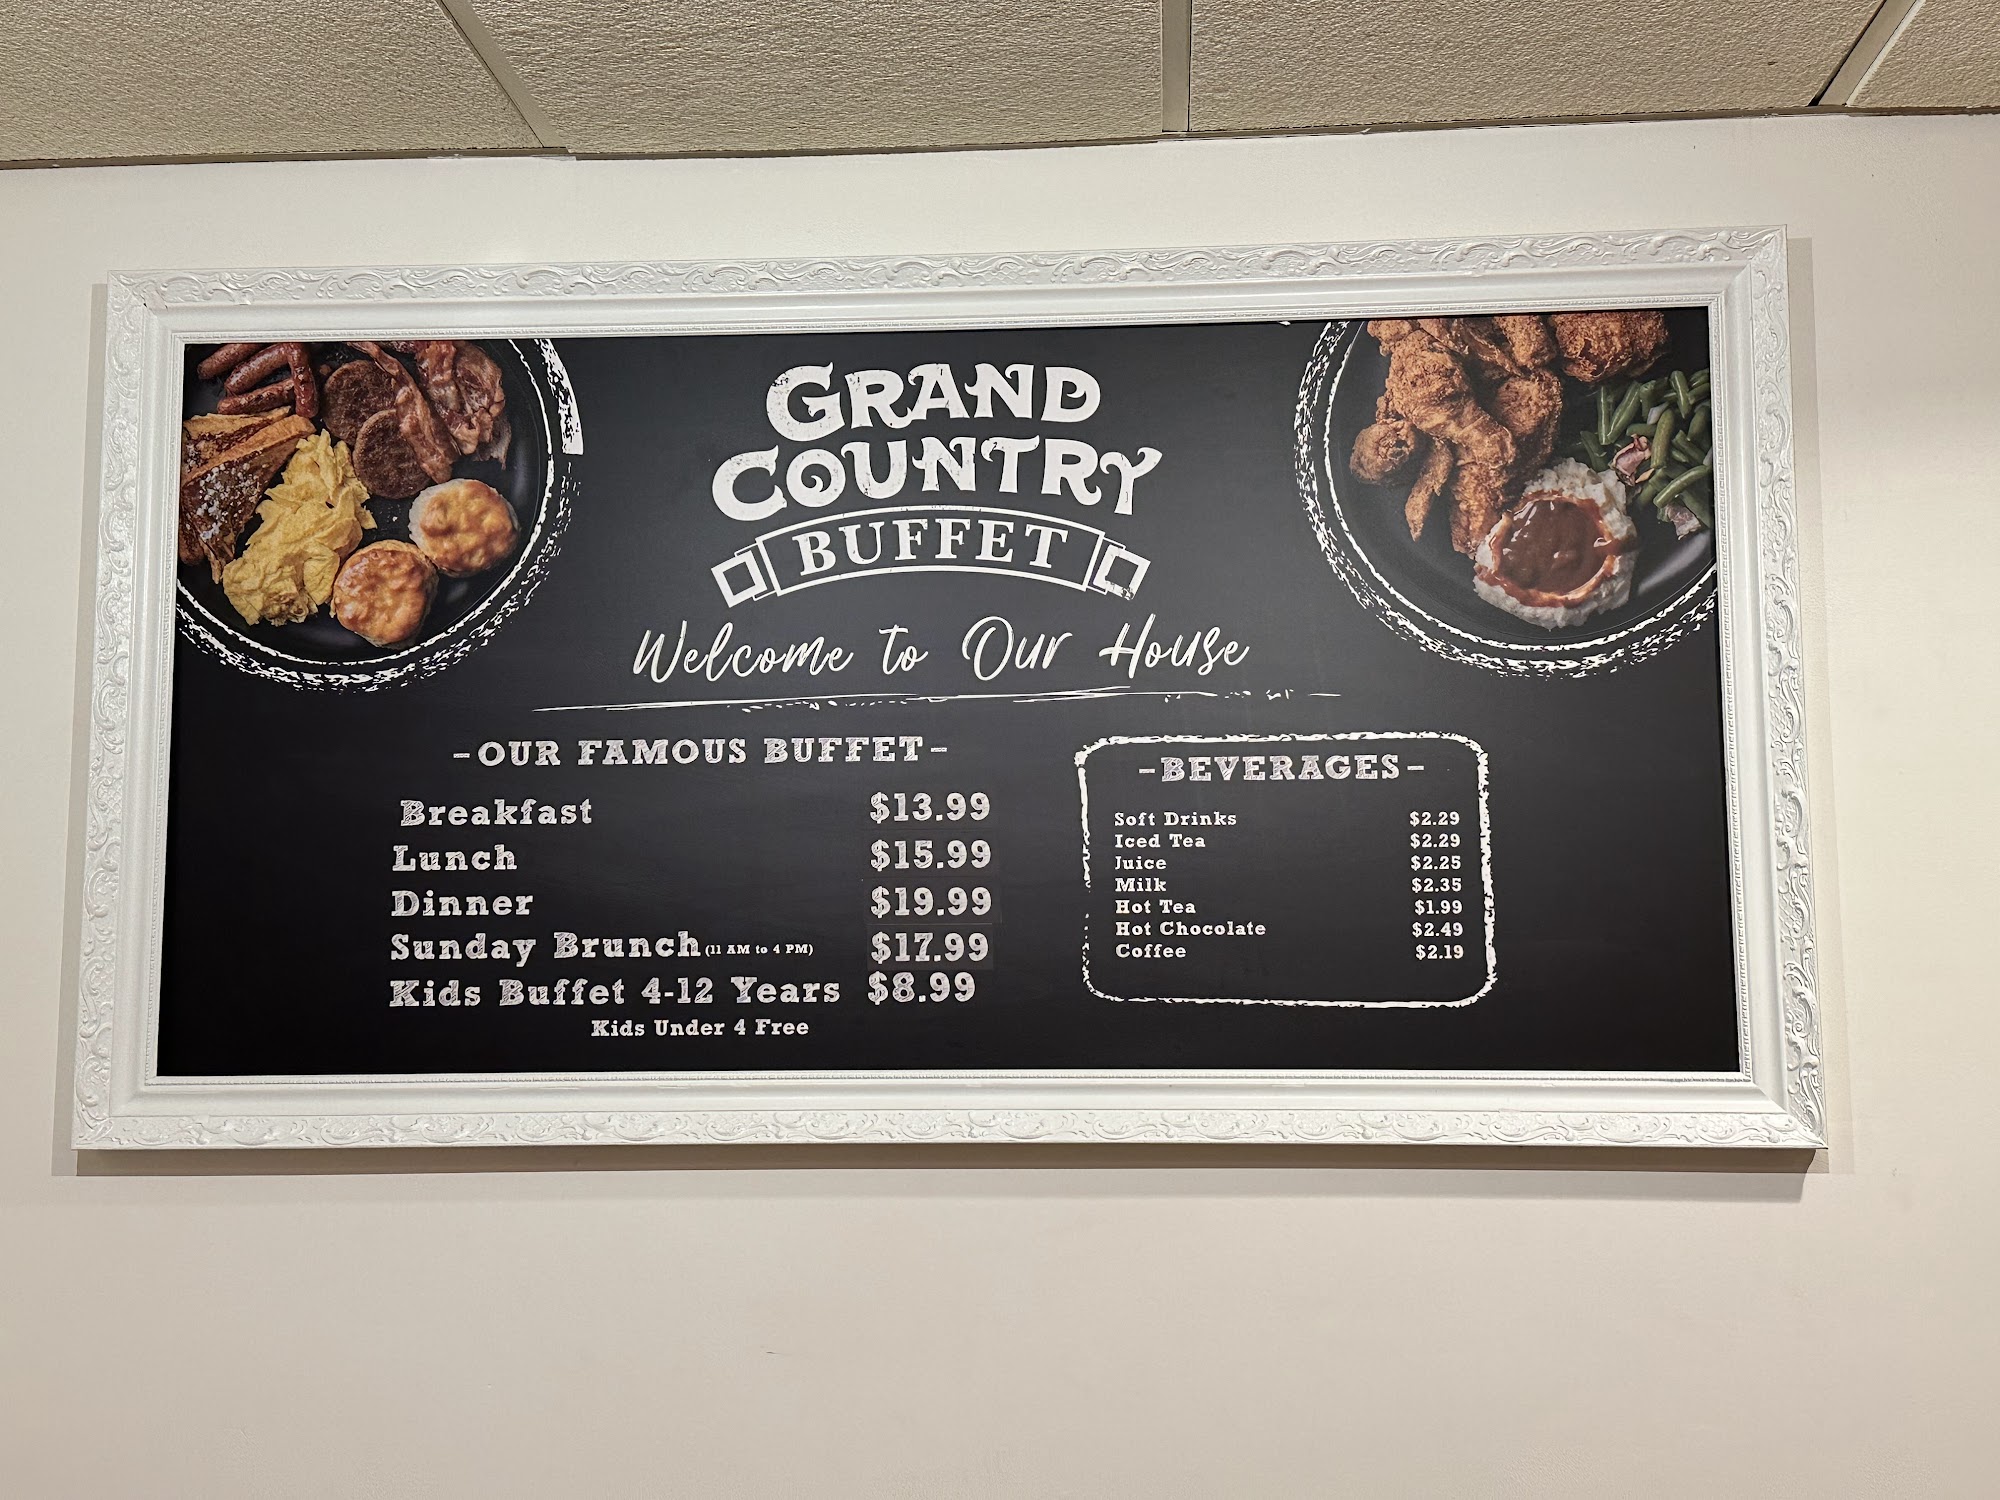 GRAND
COUNTRY
BUFFET
Welcome to Our House
-OUR FAMOUS BUFFET-
Breakfast $13.99
Lunch $15.99
Dinner $19.99
Sunday Brunch (11 AM to 4 PM) $17.99
Kids Buffet 4-12 Years $8.99
Kids Under 4 Free
-BEVERAGES-
Soft Drinks $2.29
Iced Tea $2.29
Juice $2.25
Milk $2.35
Hot Tea $1.99
Hot Chocolate $2.49
Coffee $2.19